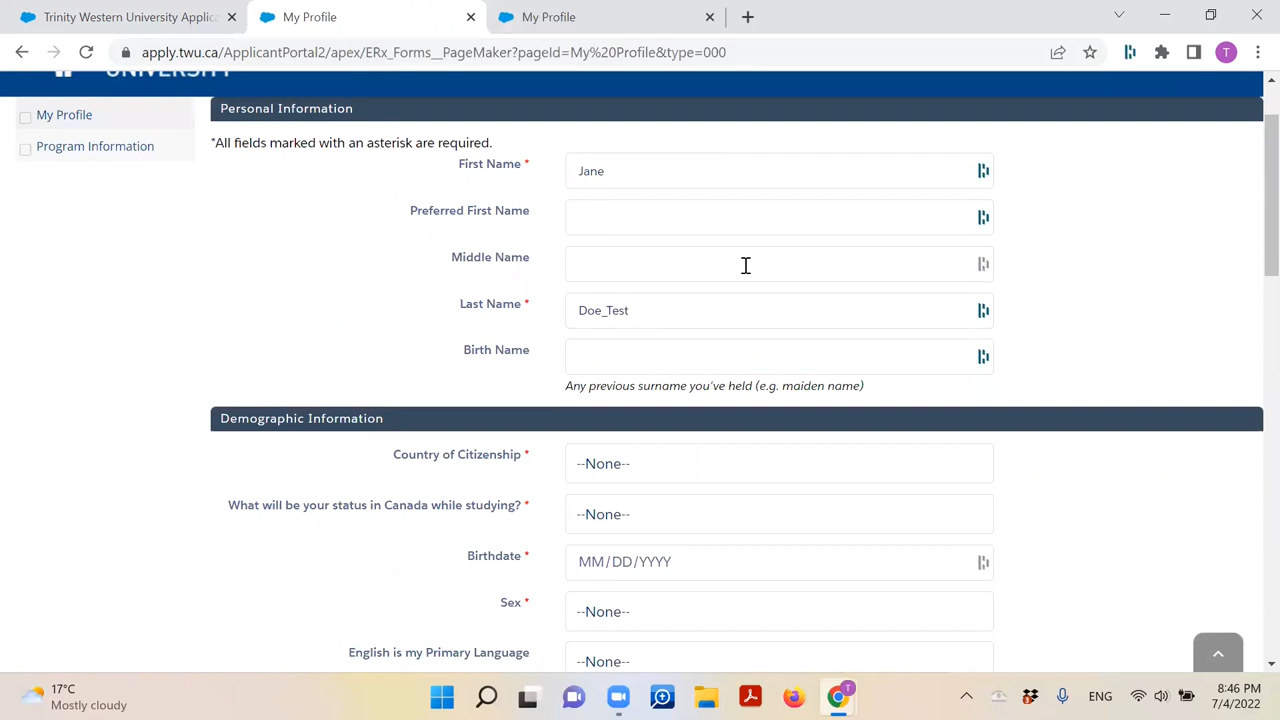 Trinity Western University Applic
My Profile
My Profile
apply.twu.ca/ApplicantPortal2/apex/ERx_Forms__PageMaker?pageId=My%20Profile&type=000
T
UNIVERSITY
My Profile
Program Information
Personal Information
*All fields marked with an asterisk are required.
First Name *
Jane
Preferred First Name
Middle Name
Last Name *
Doe_Test
Birth Name
Any previous surname you've held (e.g. maiden name)
Demographic Information
Country of Citizenship *
--None--
What will be your status in Canada while studying? *
--None--
Birthdate *
MM/DD/YYYY
Sex *
--None--
English is my Primary Language
--None--
17°C
Mostly cloudy
T
ENG
8:46 PM
7/4/2022